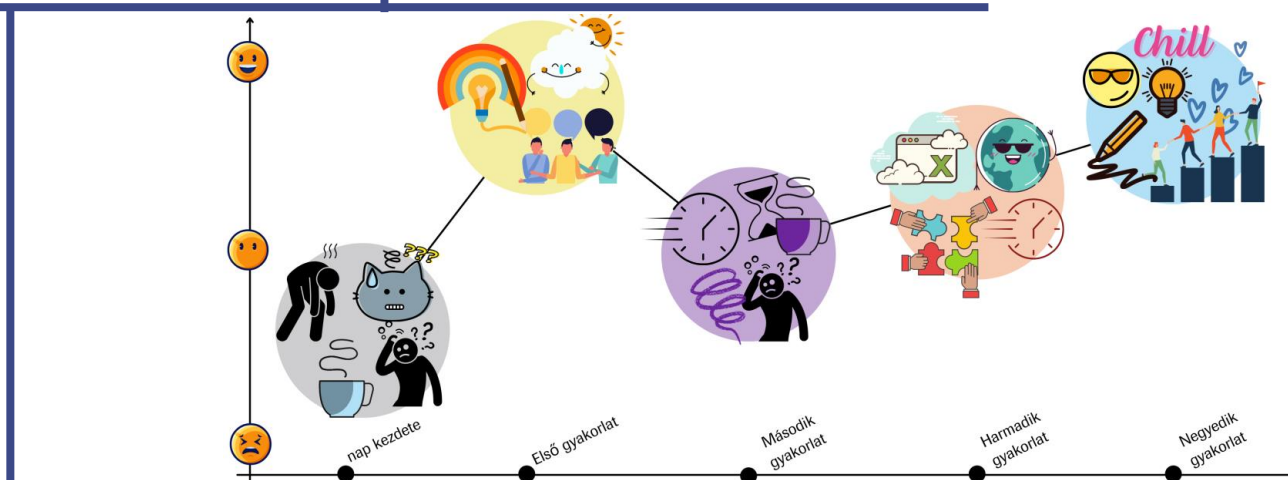 Chill
???
? ?
?
? ?
?
X
nap kezdete
Első gyakorlat
Második
gyakorlat
Harmadik
gyakorlat
Negyedik
gyakorlat